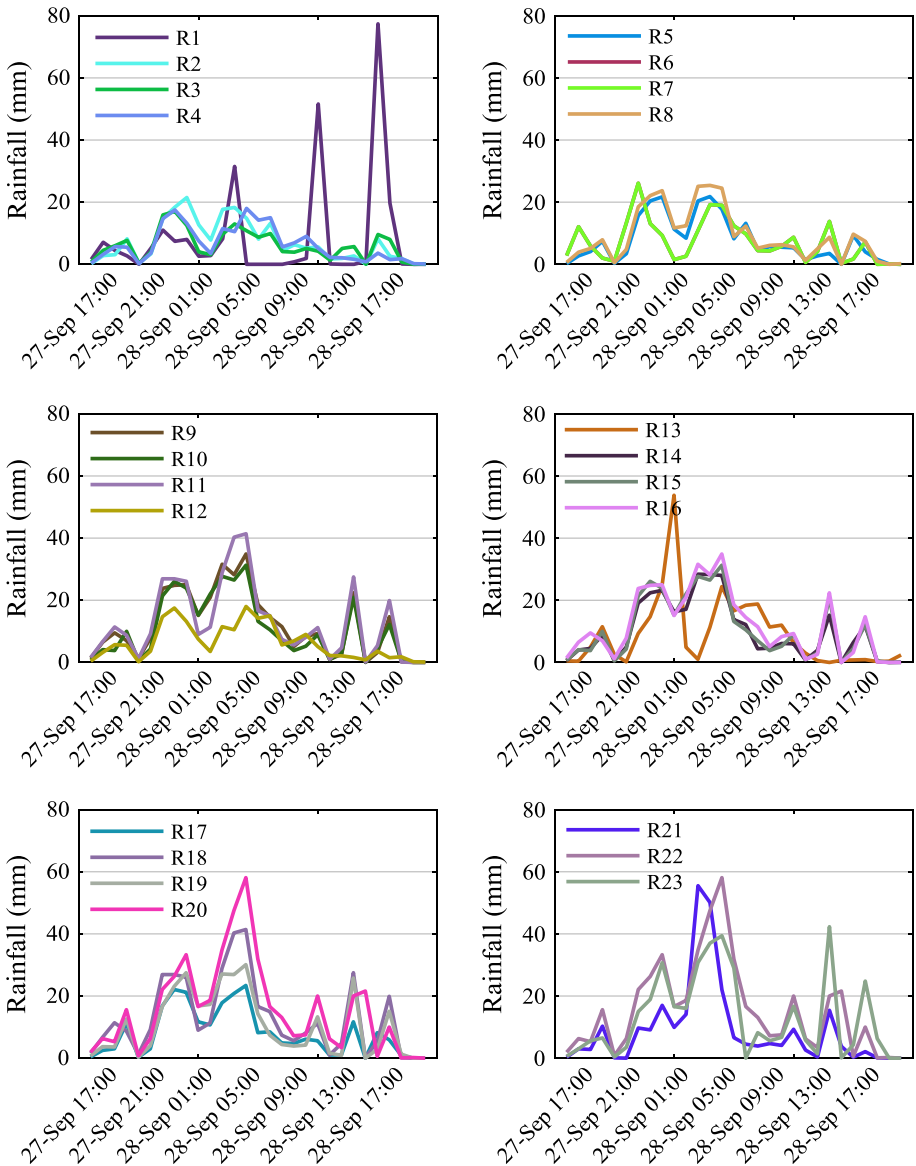 80
60
40
20
0
Rainfall (mm)
R1
R2
R3
R4
27-Sep 17:00
27-Sep 21:00
28-Sep 01:00
28-Sep 05:00
28-Sep 09:00
28-Sep 13:00
28-Sep 17:00
80
60
40
20
0
Rainfall (mm)
R5
R6
R7
R8
27-Sep 17:00
27-Sep 21:00
28-Sep 01:00
28-Sep 05:00
28-Sep 09:00
28-Sep 13:00
28-Sep 17:00
80
60
40
20
0
Rainfall (mm)
R9
R10
R11
R12
27-Sep 17:00
27-Sep 21:00
28-Sep 01:00
28-Sep 05:00
28-Sep 09:00
28-Sep 13:00
28-Sep 17:00
80
60
40
20
0
Rainfall (mm)
R13
R14
R15
R16
27-Sep 17:00
27-Sep 21:00
28-Sep 01:00
28-Sep 05:00
28-Sep 09:00
28-Sep 13:00
28-Sep 17:00
80
60
40
20
0
Rainfall (mm)
R17
R18
R19
R20
27-Sep 17:00
27-Sep 21:00
28-Sep 01:00
28-Sep 05:00
28-Sep 09:00
28-Sep 13:00
28-Sep 17:00
80
60
40
20
0
Rainfall (mm)
R21
R22
R23
27-Sep 17:00
27-Sep 21:00
28-Sep 01:00
28-Sep 05:00
28-Sep 09:00
28-Sep 13:00
28-Sep 17:00